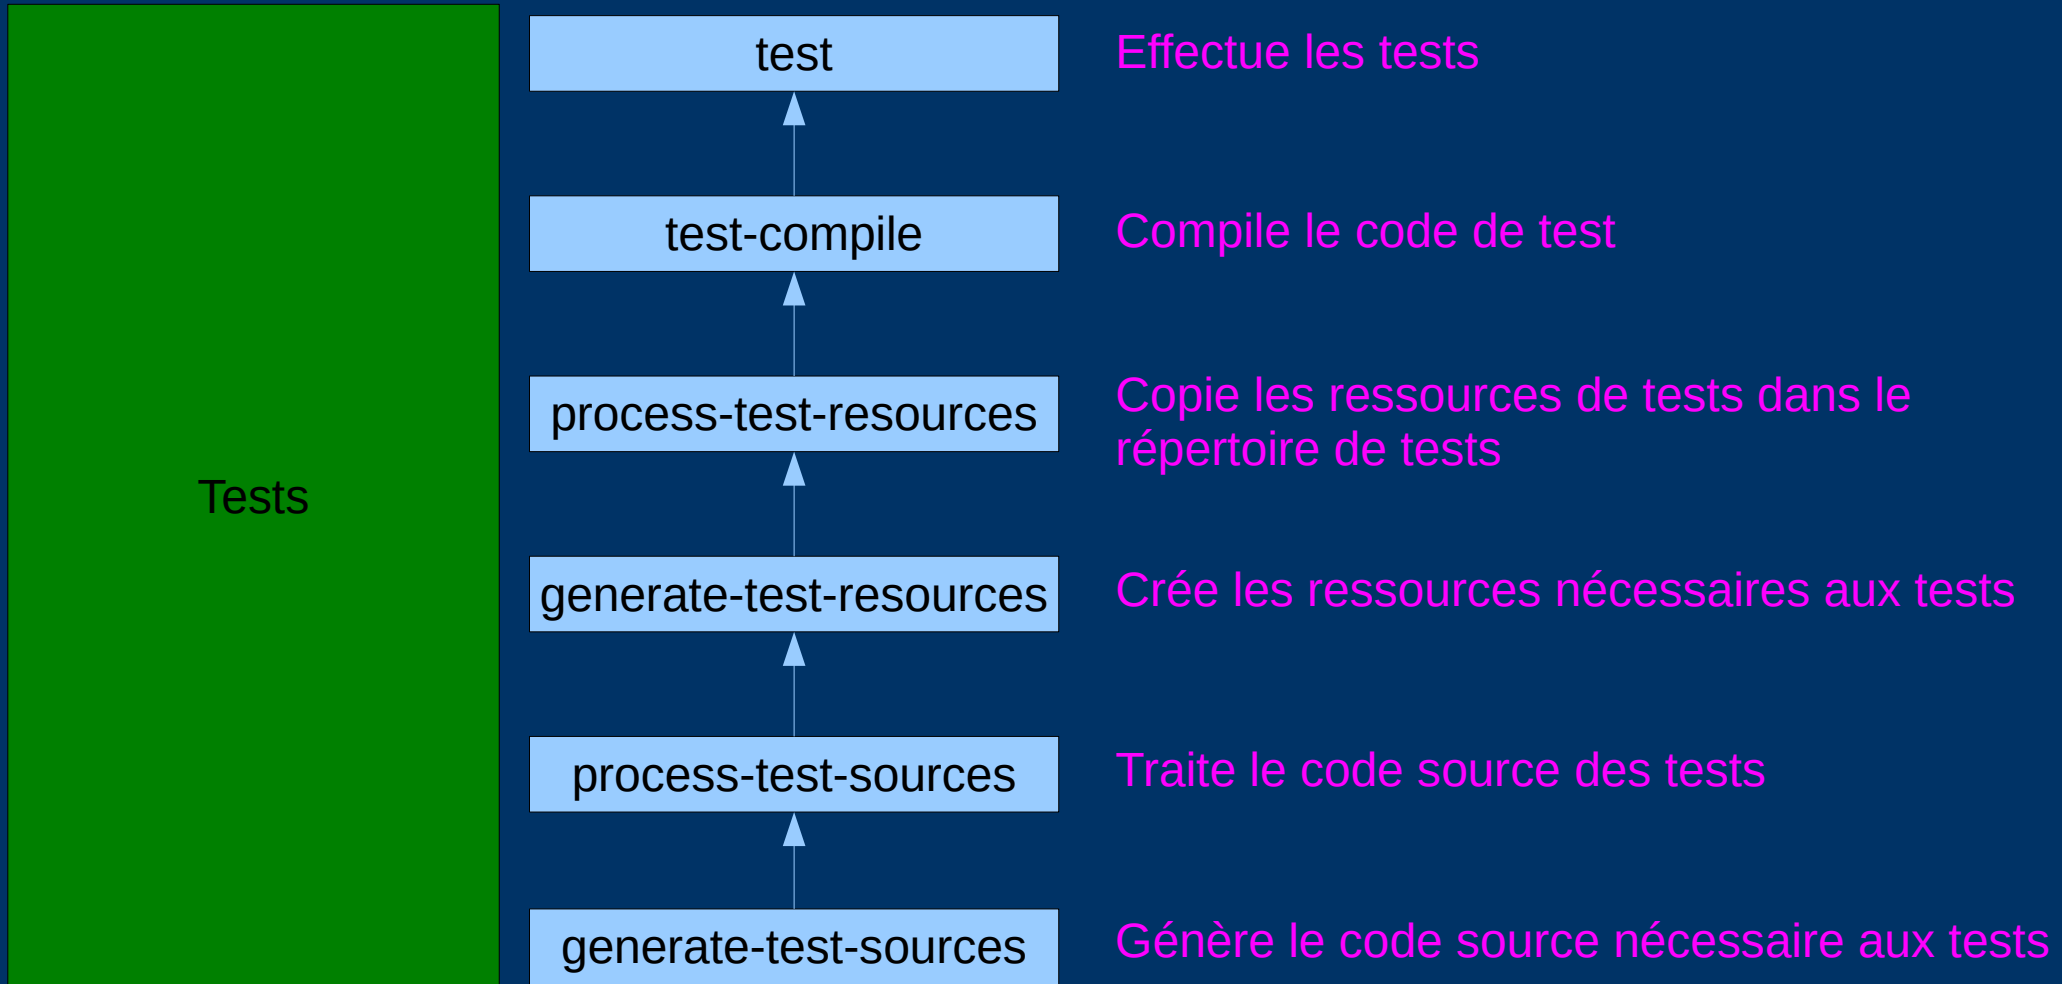 test
Effectue les tests
test-compile
Compile le code de test
process-test-resources
Copie les ressources de tests dans le
répertoire de tests
Tests
generate-test-resources
Crée les ressources nécessaires aux tests
process-test-sources
Traite le code source des tests
generate-test-sources
Génère le code source nécessaire aux tests